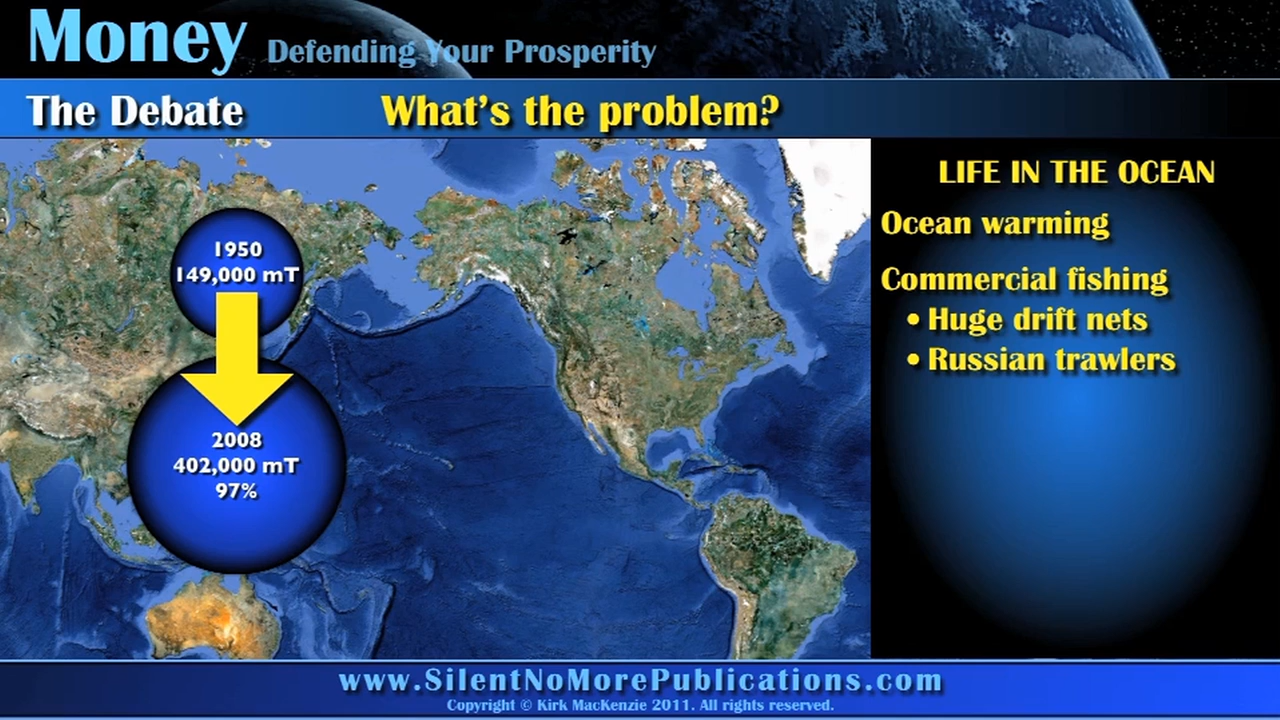 Money Defending Your Prosperity
The Debate What's the problem?
LIFE IN THE OCEAN
Ocean warming
Commercial fishing
• Huge drift nets
• Russian trawlers
1950
149,000 mT
2008
402,000 mT
97%
www.SilentNoMorePublications.com
Copyright © Kirk MacKenzie 2011. All rights reserved.